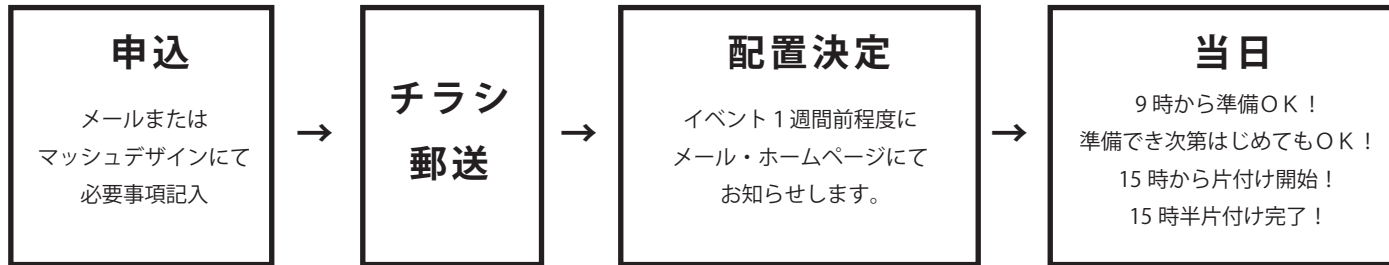 申込
メールまたは
マッシュデザインにて
必要事項記入
→
チラシ
郵送
→
配置決定
イベント1週間前程度に
メール・ホームページにて
お知らせします。
→
当日
9時から準備OK！
準備でき次第はじめてもOK！
15時から片付け開始！
15時半片付け完了！